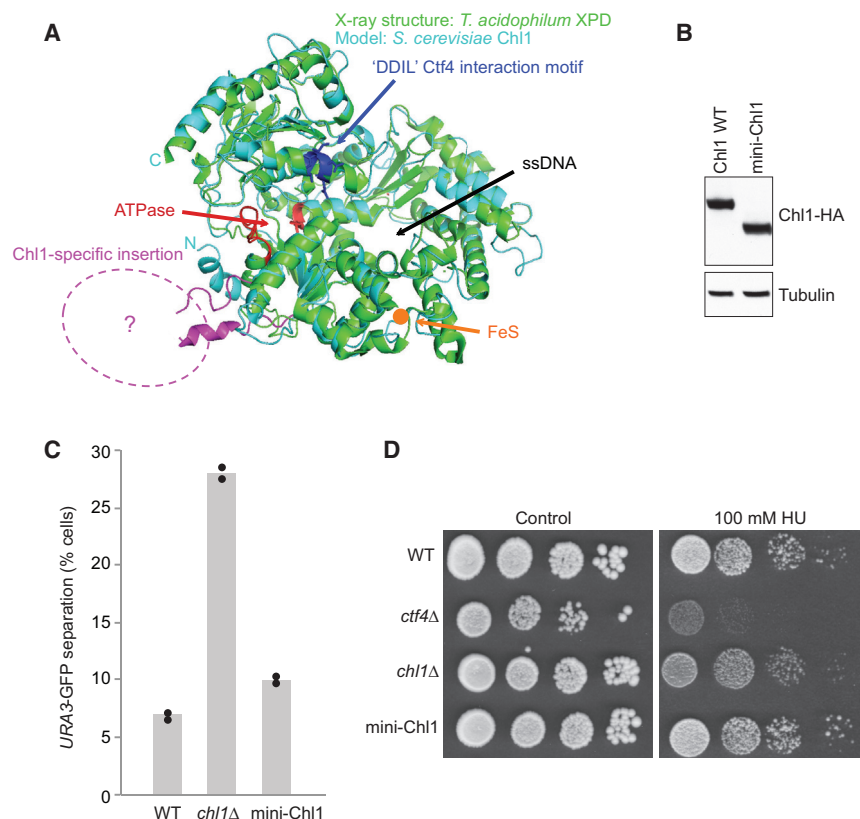 A
X-ray structure: T. acidophilum XPD
Model: S. cerevisiae Chl1
'DDIL' Ctf4 interaction motif
C
ssDNA
ATPase
N
Chl1-specific insertion
?
FeS
B
Chl1 WT
mini-Chl1
Chl1-HA
Tubulin
C
URA3-GFP separation (% cells)
30
25
20
15
10
5
0
WT
chl1Δ
mini-Chl1
D
Control
100 mM HU
WT
ctf4Δ
chl1Δ
mini-Chl1